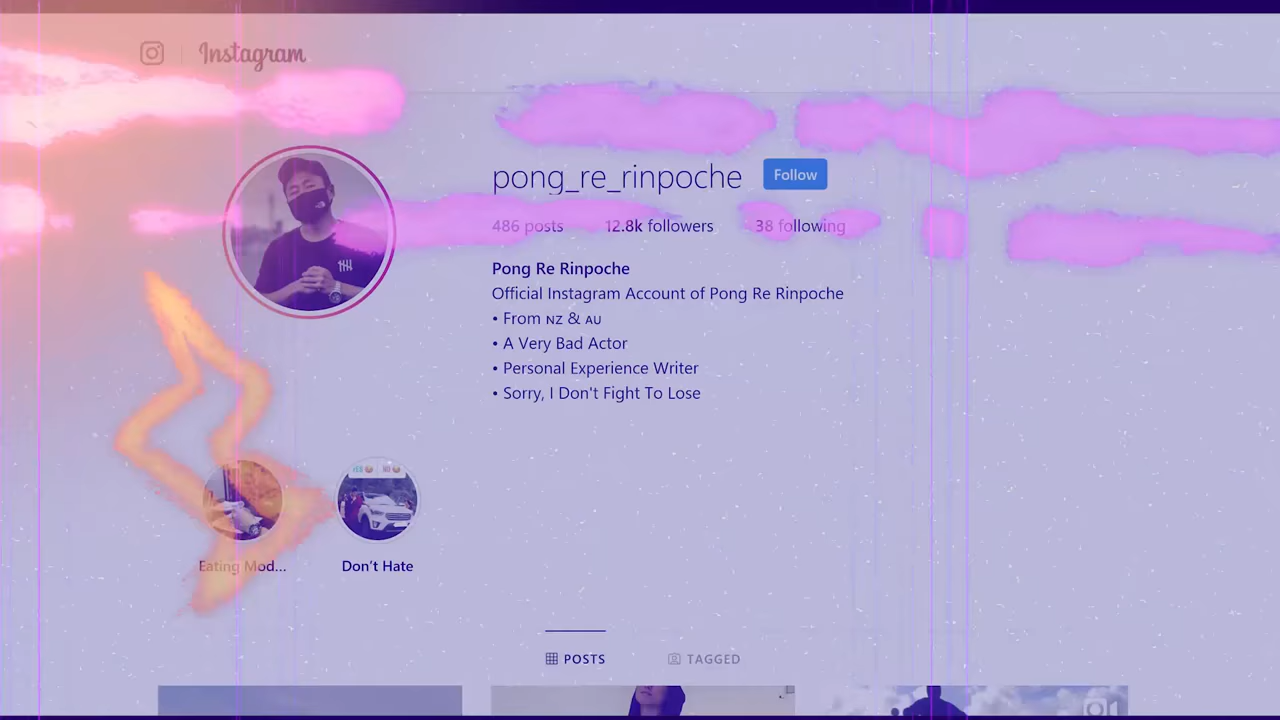 Instagram
pong_re_rinpoche Follow
486 posts 12.8k followers 38 following
Pong Re Rinpoche
Official Instagram Account of Pong Re Rinpoche
• From NZ & AU
• A Very Bad Actor
• Personal Experience Writer
• Sorry, I Don't Fight To Lose
YES NO
Eating Mod... Don’t Hate
POSTS TAGGED